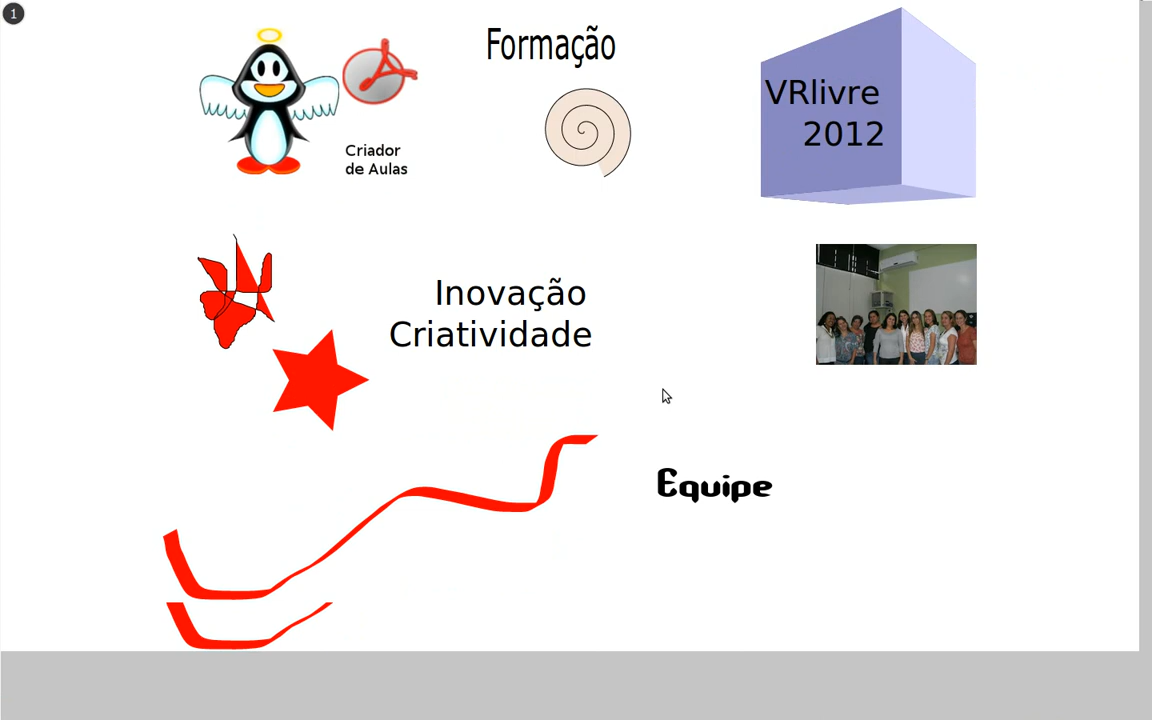 1
Formação
VRlivre
2012
Criador
de Aulas
Inovação
Criatividade
Equipe